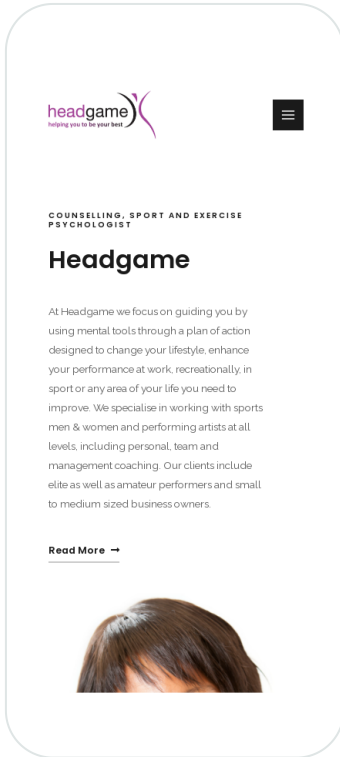 headgame
helping you to be your best
COUNSELLING, SPORT AND EXERCISE
PSYCHOLOGIST
Headgame
At Headgame we focus on guiding you by
using mental tools through a plan of action
designed to change your lifestyle, enhance
your performance at work, recreationally, in
sport or any area of your life you need to
improve. We specialise in working with sports
men & women and performing artists at all
levels, including personal, team and
management coaching. Our clients include
elite as well as amateur performers and small
to medium sized business owners.
Read More